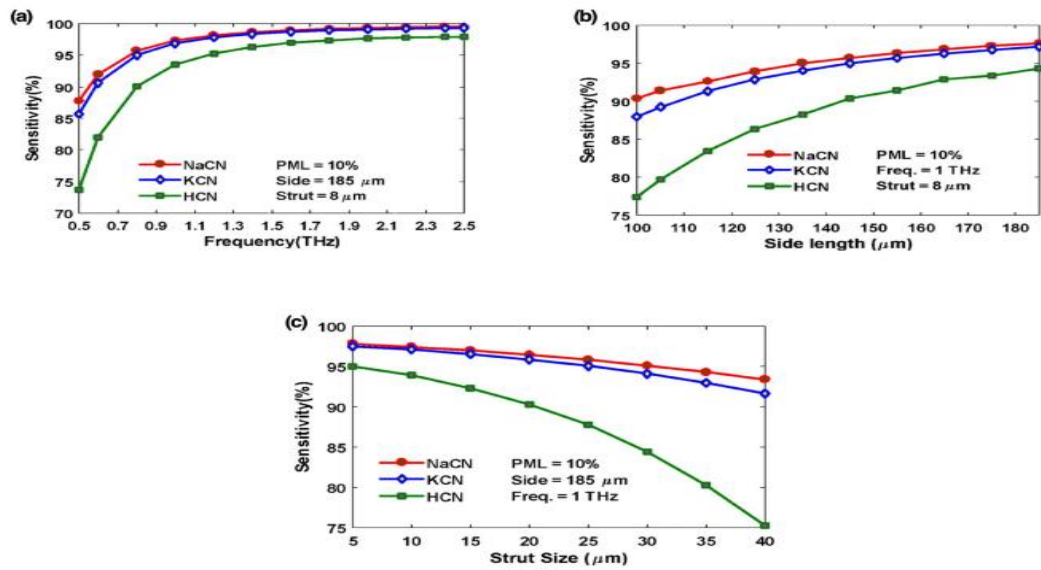 (a)
100
95
90
85
80
75
70
Sensitivity(%)
NaCN PML = 10%
KCN Side = 185 μm
HCN Strut = 8 μm
0.5 0.7 0.9 1.1 1.3 1.5 1.7 1.9 2.1 2.3 2.5
Frequency(THz)
(b)
100
95
90
85
80
75
Sensitivity(%)
NaCN PML = 10%
KCN Freq. = 1 THz
HCN Strut = 8 μm
100 110 120 130 140 150 160 170 180
Side length (μm)
(c)
100
95
90
85
80
75
Sensitivity(%)
NaCN PML = 10%
KCN Side = 185 μm
HCN Freq. = 1 THz
5 10 15 20 25 30 35 40
Strut Size (μm)